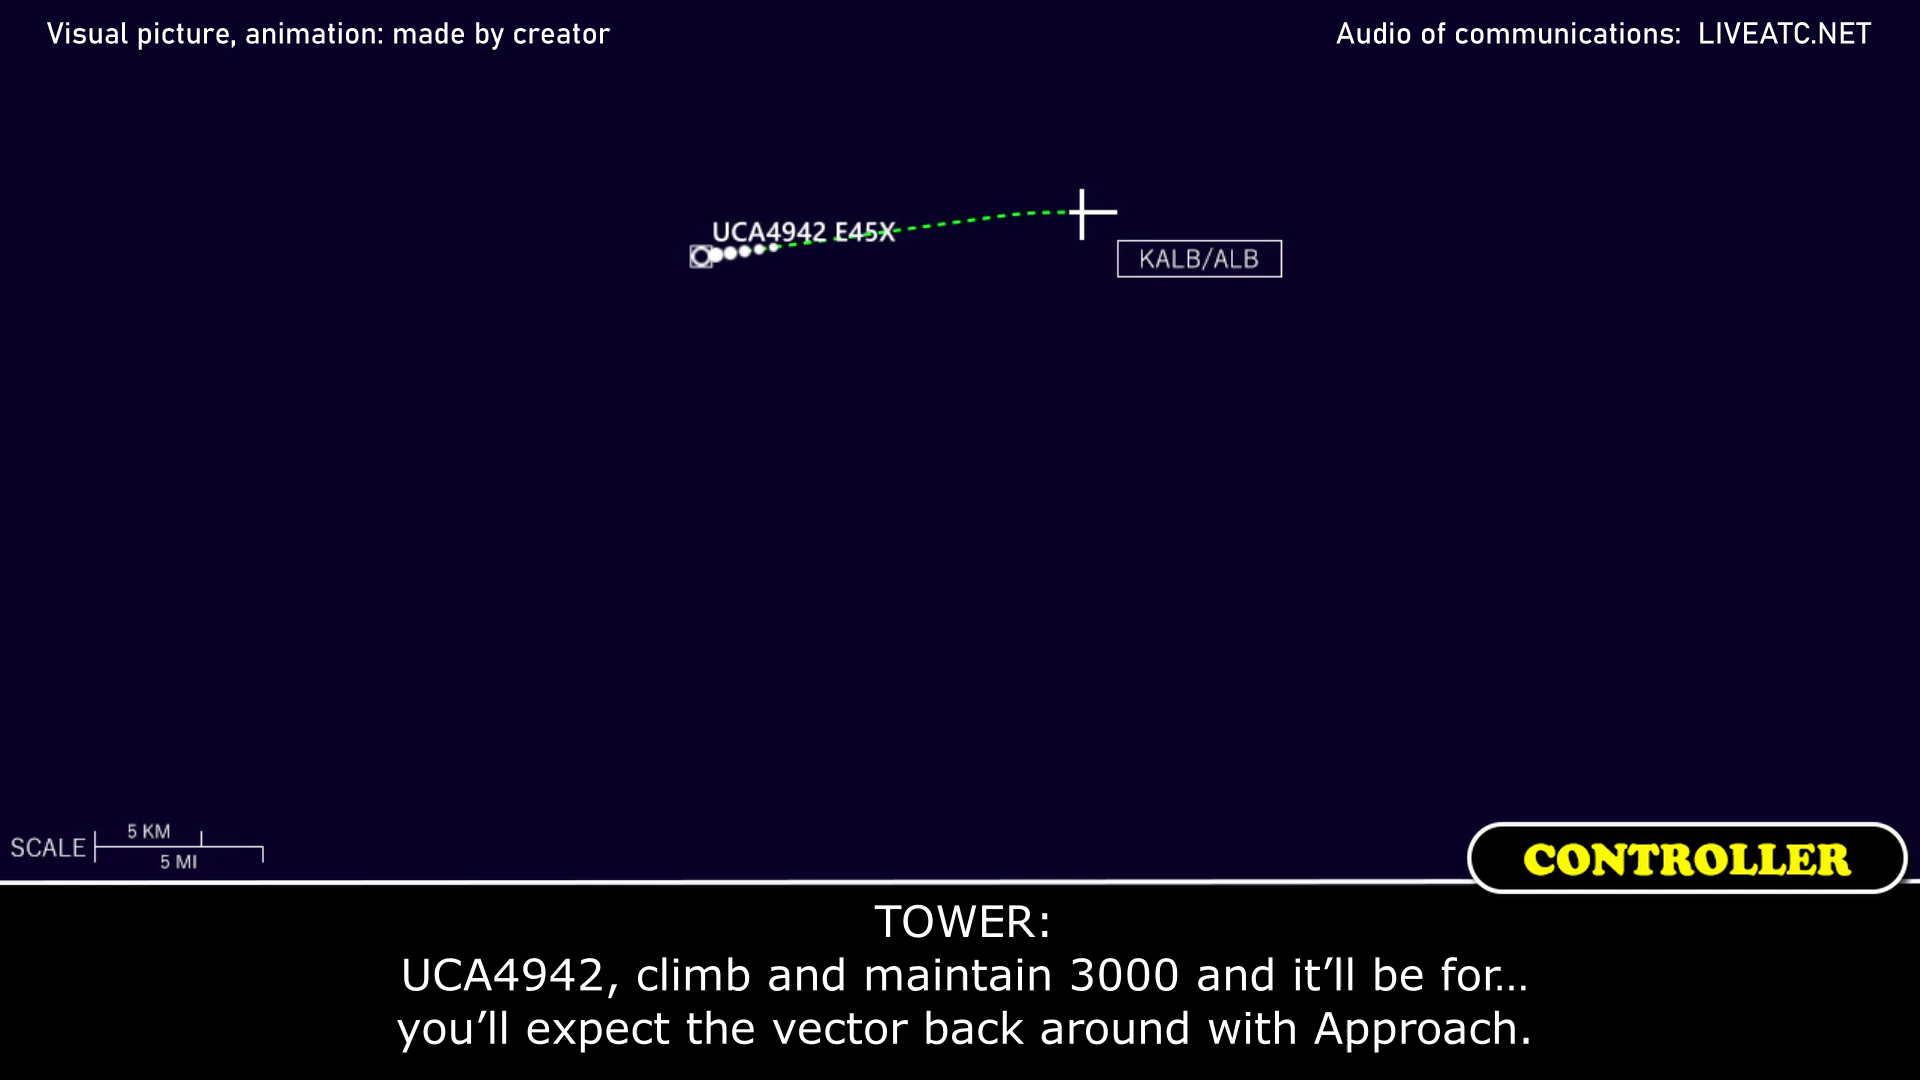 Visual picture, animation: made by creator
Audio of communications: LIVEATC.NET
UCA4942 E45X
KALB/ALB
5 KM
SCALE
5 MI
CONTROLLER
TOWER:
UCA4942, climb and maintain 3000 and it’ll be for…
you’ll expect the vector back around with Approach.